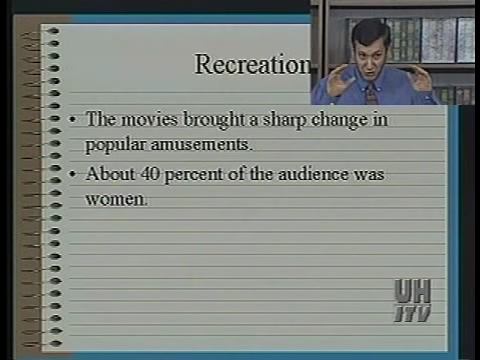 Recreation
• The movies brought a sharp change in
popular amusements.
• About 40 percent of the audience was
women.
UH
ITV